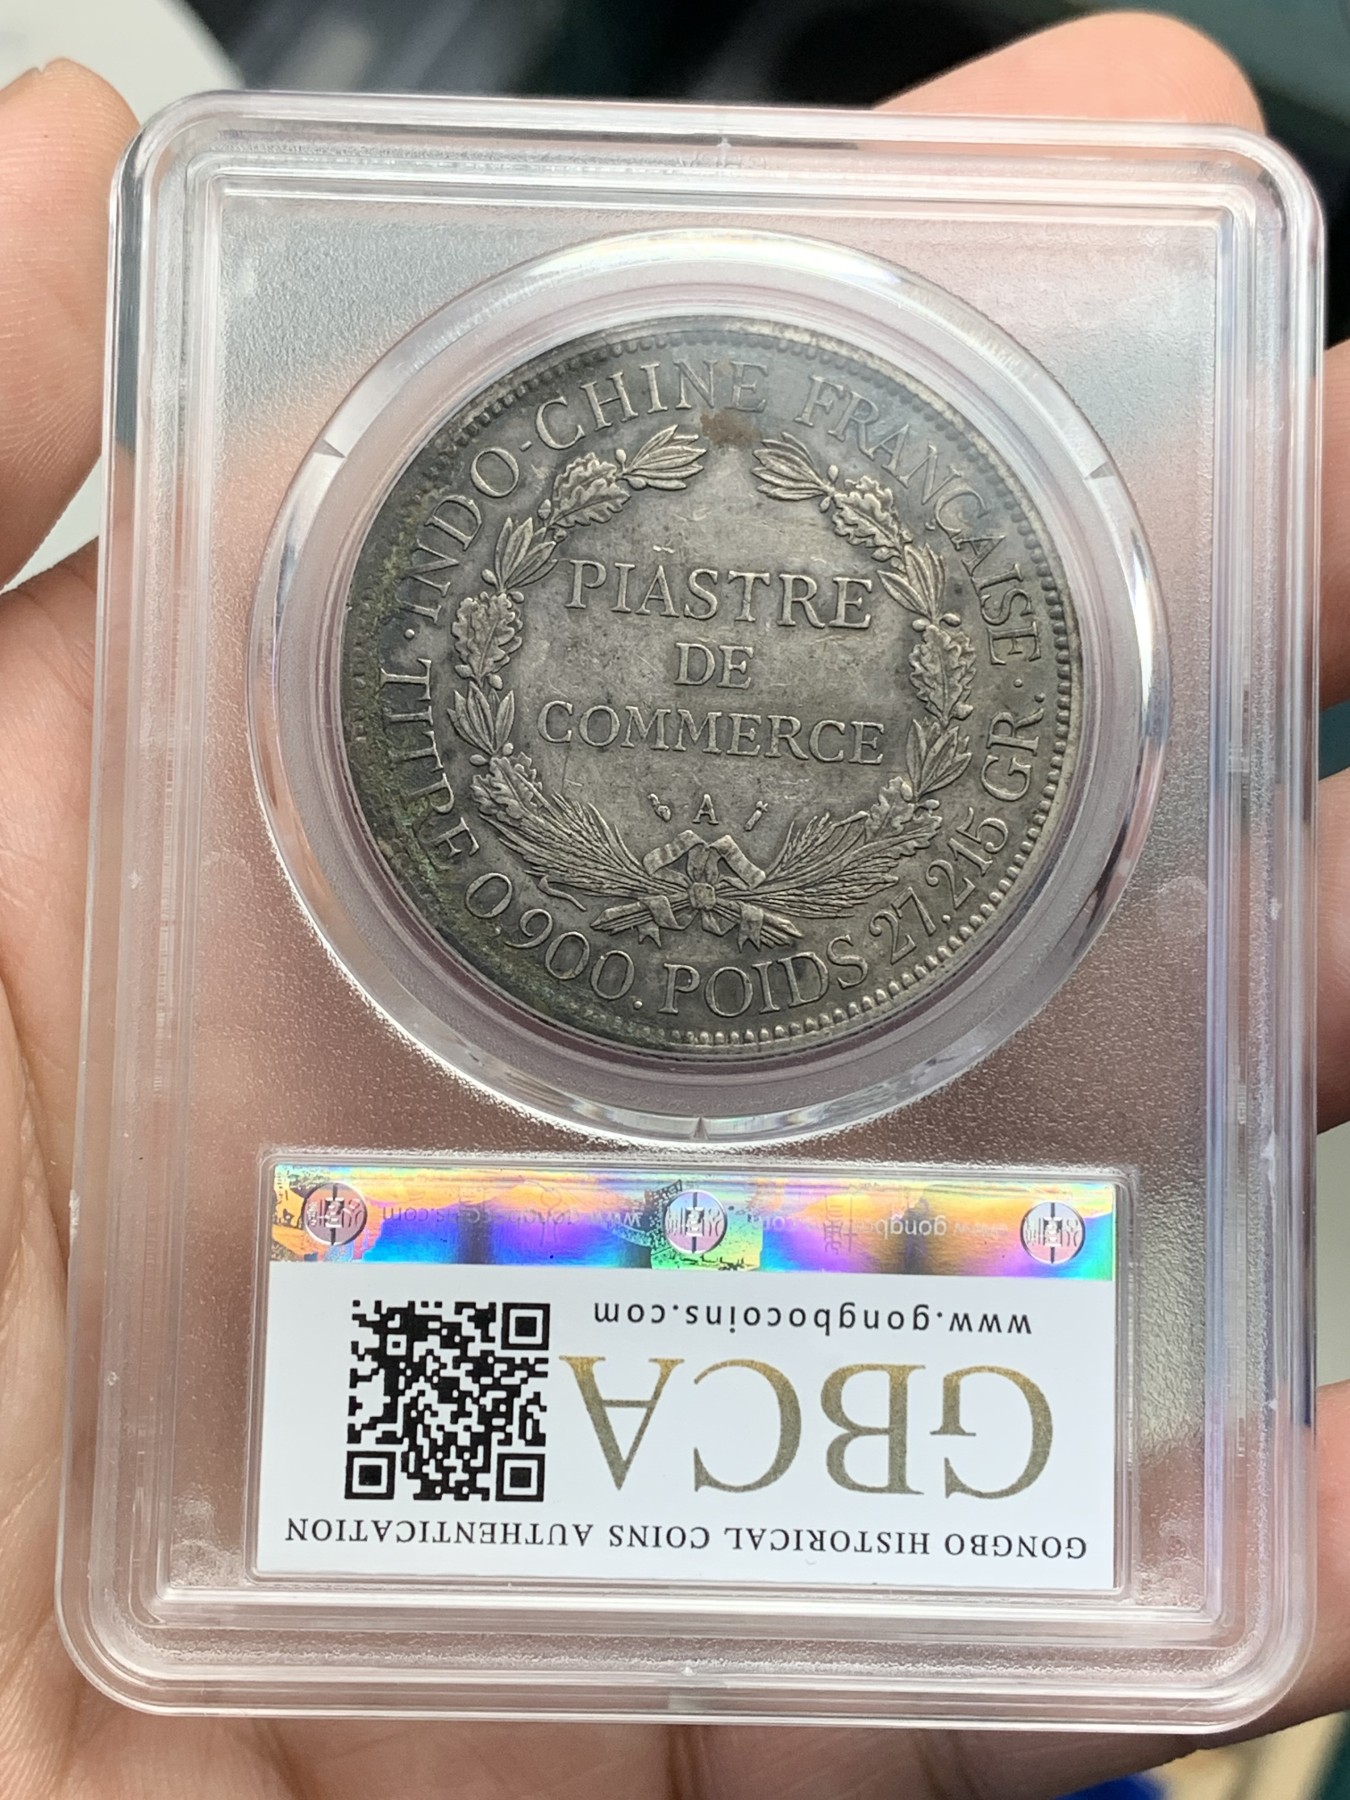 INDO-CHINE FRANÇAISE
PIASTRE
DE
COMMERCE
A
TITRE 0,900. POIDS 27,215 GR.
www.gongbocoins.com
GBCA
GONGBO HISTORICAL COINS AUTHENTICATION